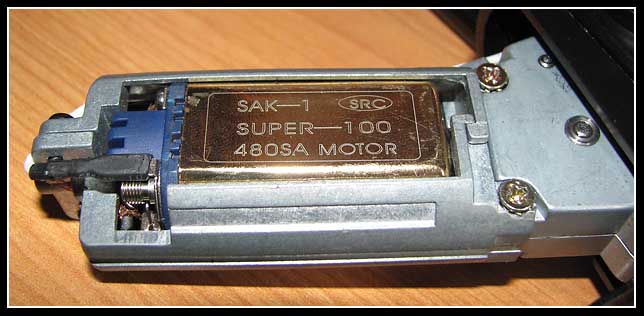 SAK—1 SRC
SUPER—100
480SA MOTOR